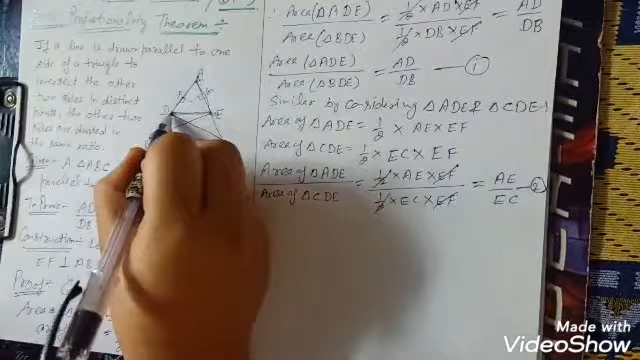 Proportionality Theorem :-
If a line is drawn parallel to one
side of a triangle to
intersect the other
two sides in distinct
points, the other two
sides are divided in
the same ratio.
A ΔABC
parallel
To Prove- AD
DB
Construction-
EF ⊥ AB
Proof-
Area
A
D
E
F
Area(ΔADE) / Area(ΔBDE) = 1/2 × AD × EF / 1/2 × DB × EF = AD / DB
Area(ΔADE) / Area(ΔBDE) = AD / DB — ①
Similar by considering ΔADE & ΔCDE
Area of ΔADE = 1/2 × AE × EF
Area of ΔCDE = 1/2 × EC × EF
Area of ΔADE / Area of ΔCDE = 1/2 × AE × EF / 1/2 × EC × EF = AE / EC — ②
Made with
VideoShow